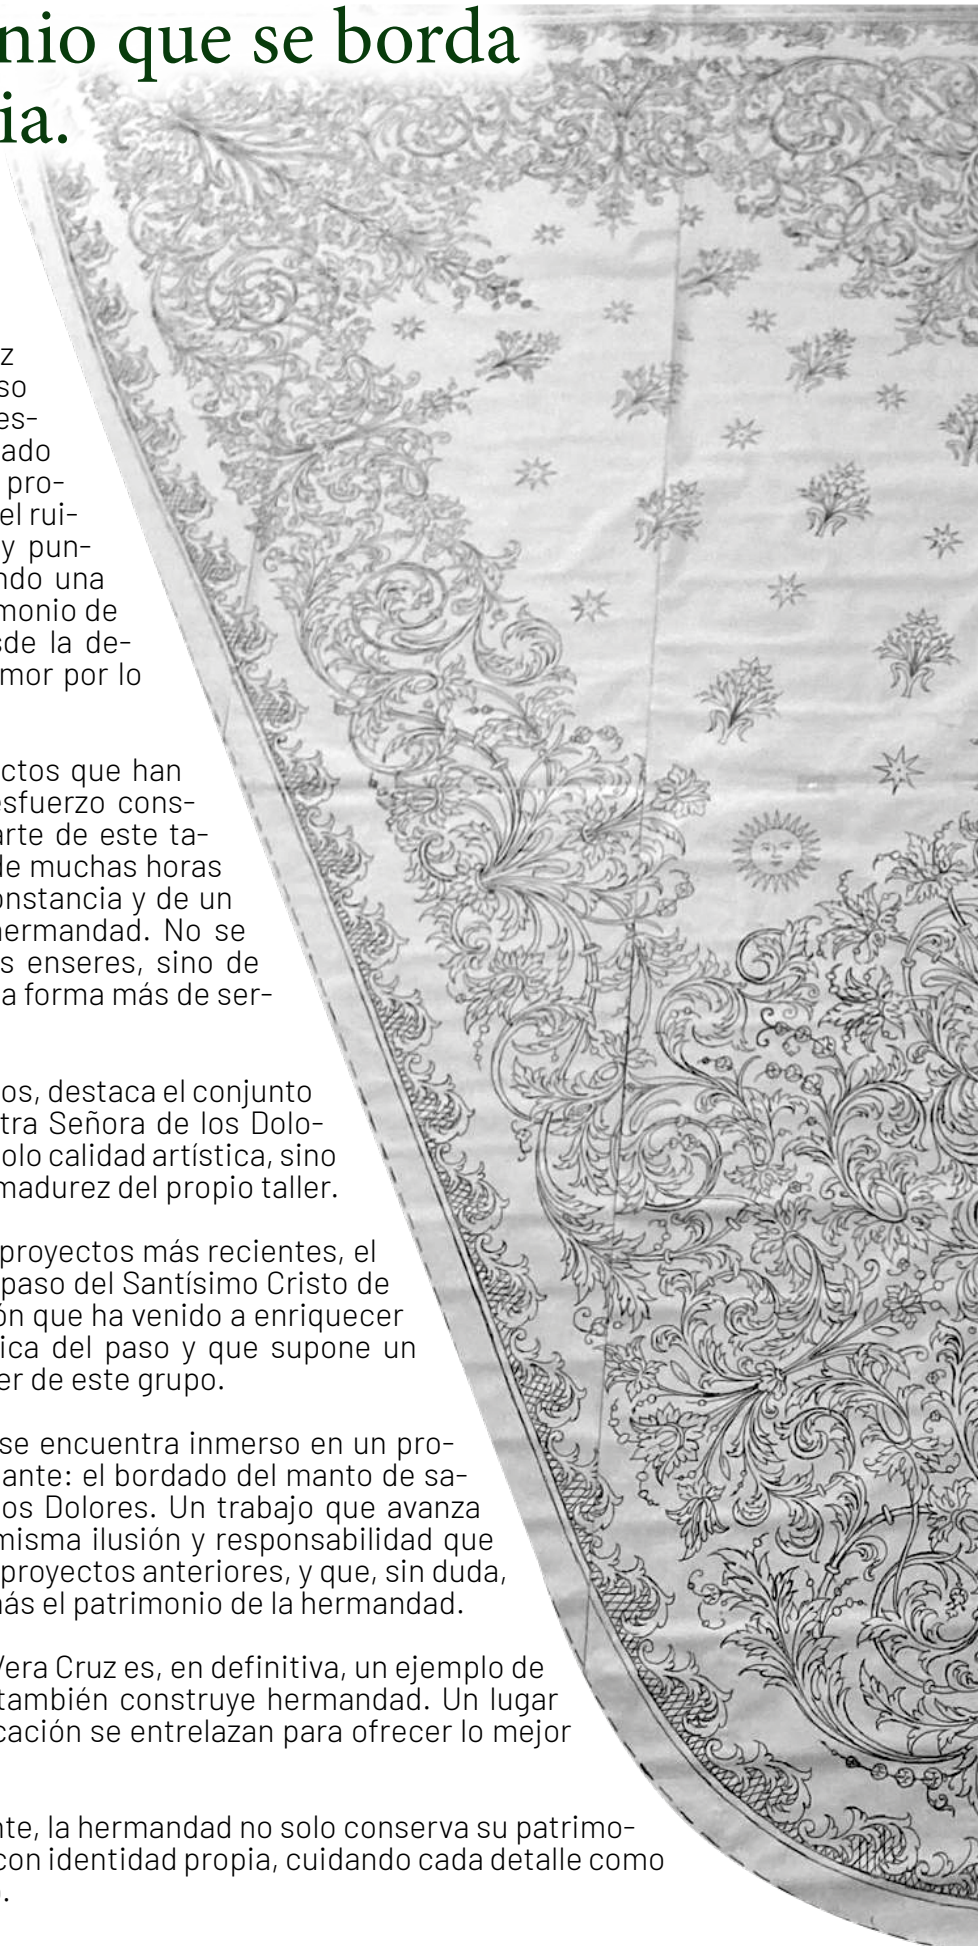 nio que se borda
ia.
z
so
es-
ado
pro-
el rui-
y pun-
ndo una
monio de
sde la de-
mor por lo
ctos que han
esfuerzo cons-
arte de este ta-
de muchas horas
onstancia y de un
hermandad. No se
s enseres, sino de
a forma más de ser-
os, destaca el conjunto
tra Señora de los Dolo-
olo calidad artística, sino
madurez del propio taller.
proyectos más recientes, el
paso del Santísimo Cristo de
ón que ha venido a enriquecer
ica del paso y que supone un
er de este grupo.
se encuentra inmerso en un pro-
ante: el bordado del manto de sa-
os Dolores. Un trabajo que avanza
misma ilusión y responsabilidad que
proyectos anteriores, y que, sin duda,
más el patrimonio de la hermandad.
Vera Cruz es, en definitiva, un ejemplo de
también construye hermandad. Un lugar
cación se entrelazan para ofrecer lo mejor
nte, la hermandad no solo conserva su patrimo-
con identidad propia, cuidando cada detalle como